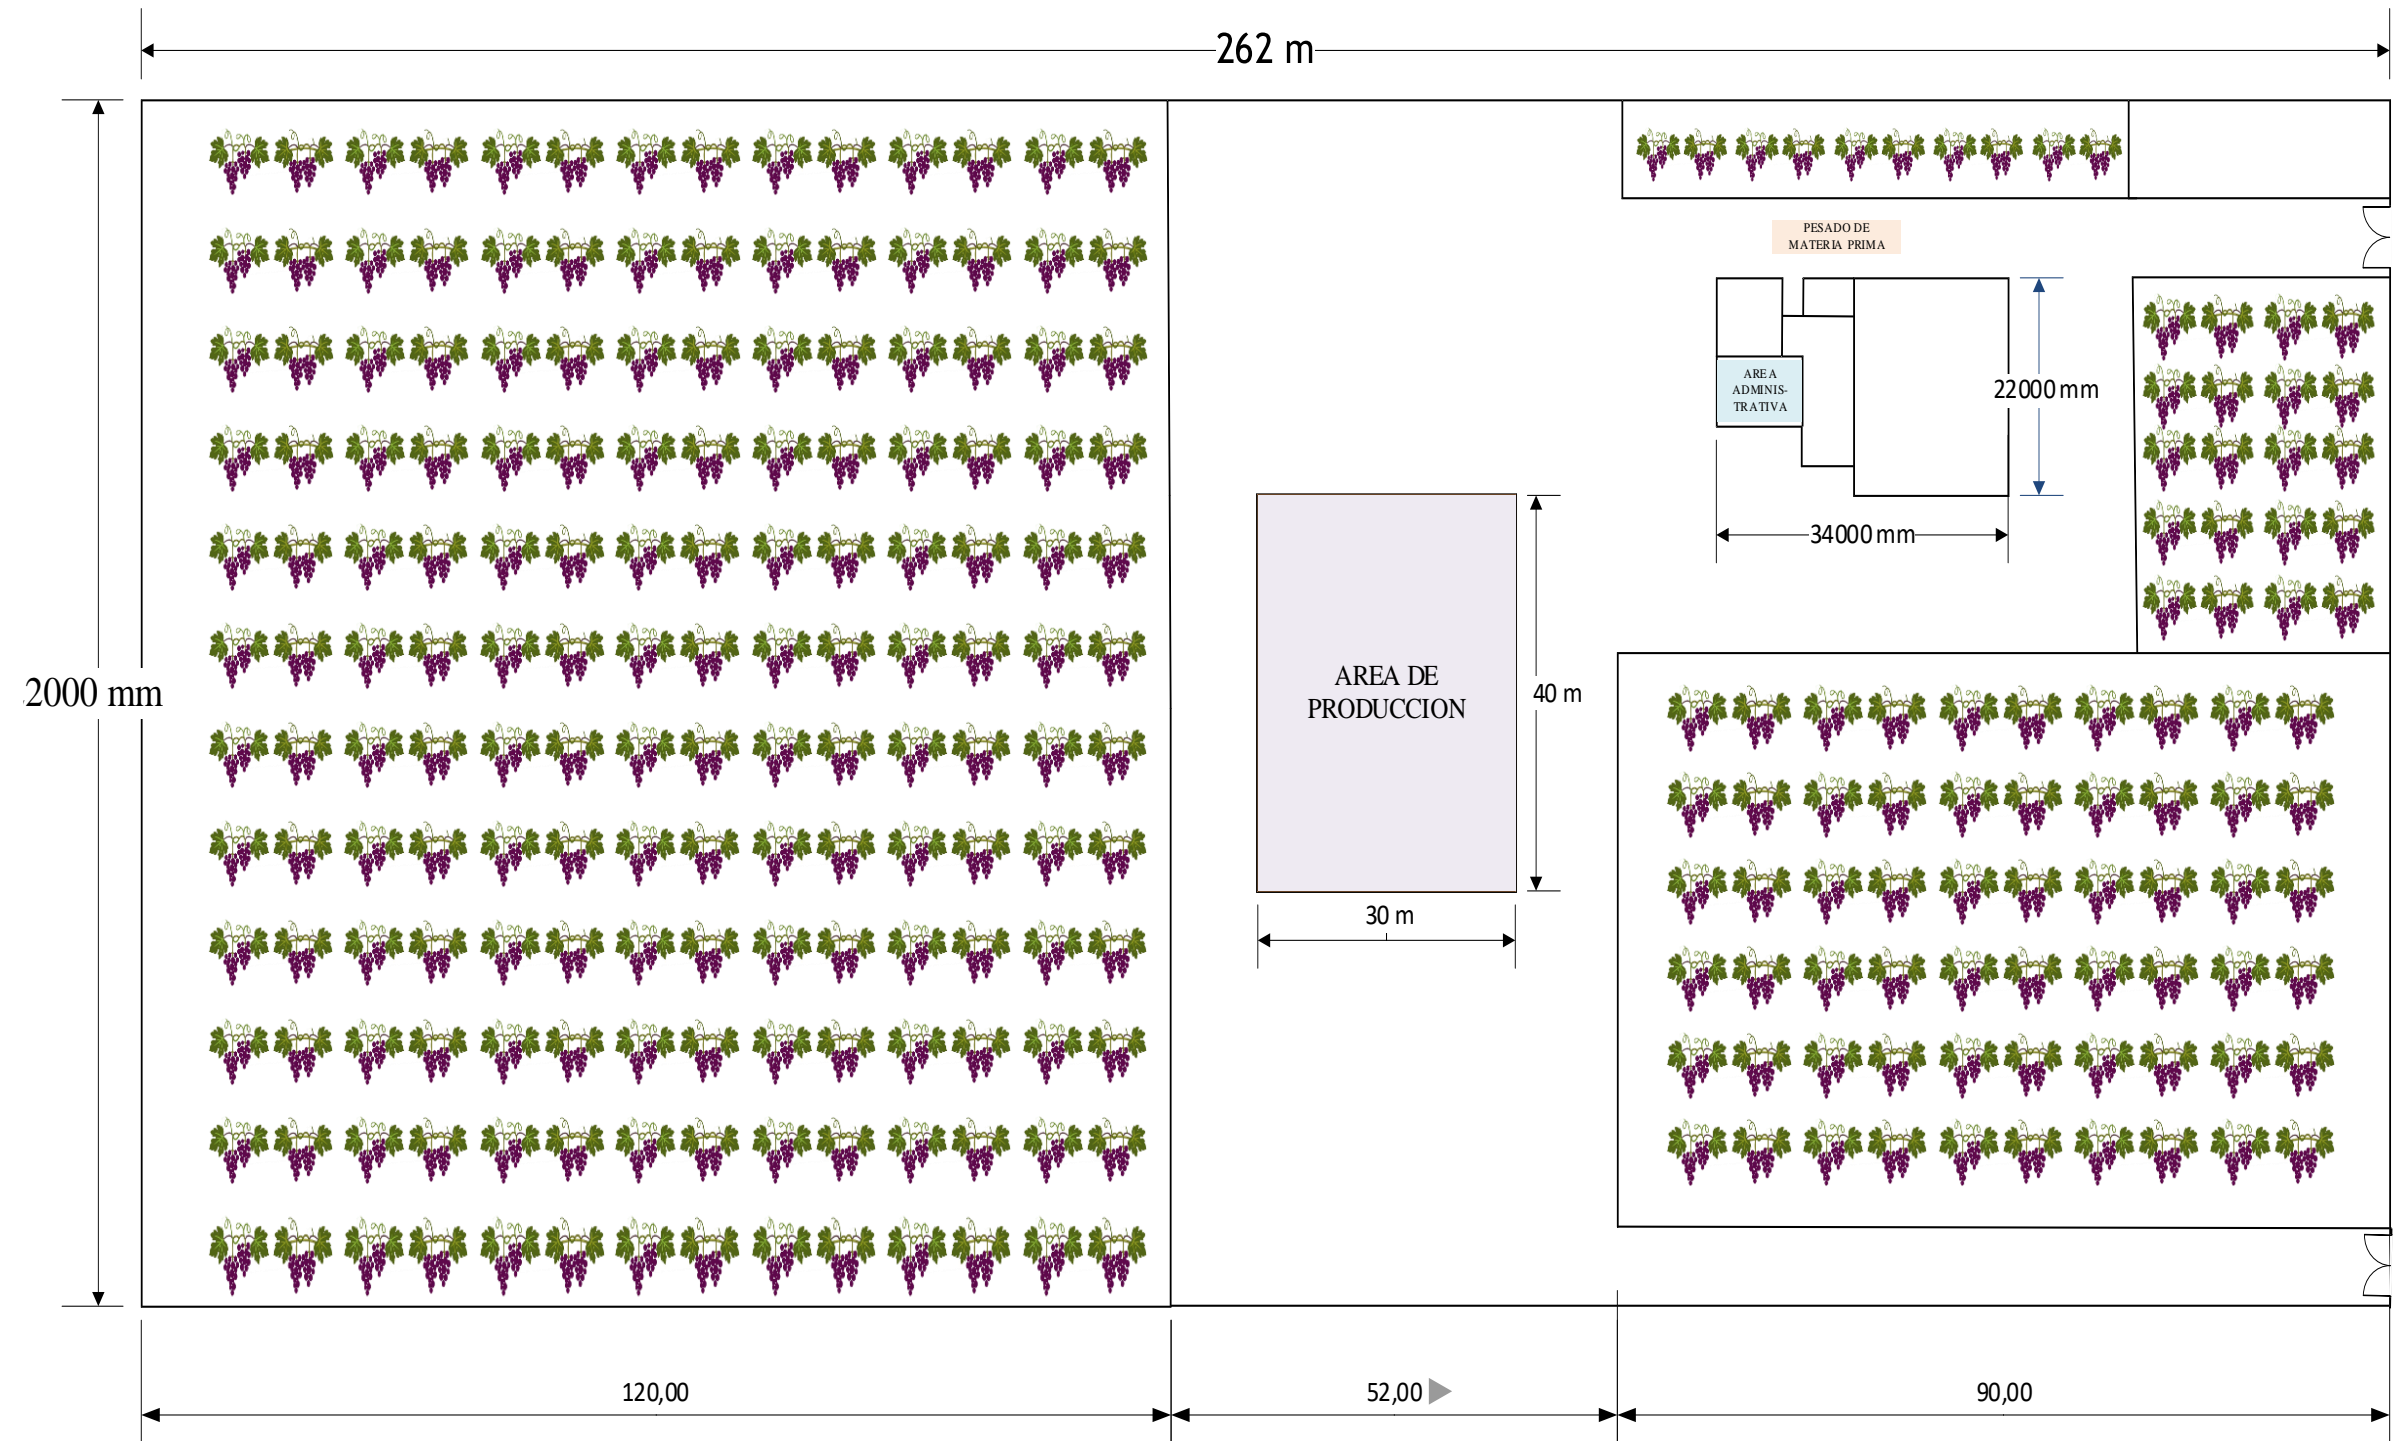 262 m
PESADO DE
MATERIA PRIMA
AREA
ADMINIS-
TRATIVA
22000 mm
34000 mm
2000 mm
AREA DE
PRODUCCION
40 m
30 m
120,00
52,00
90,00